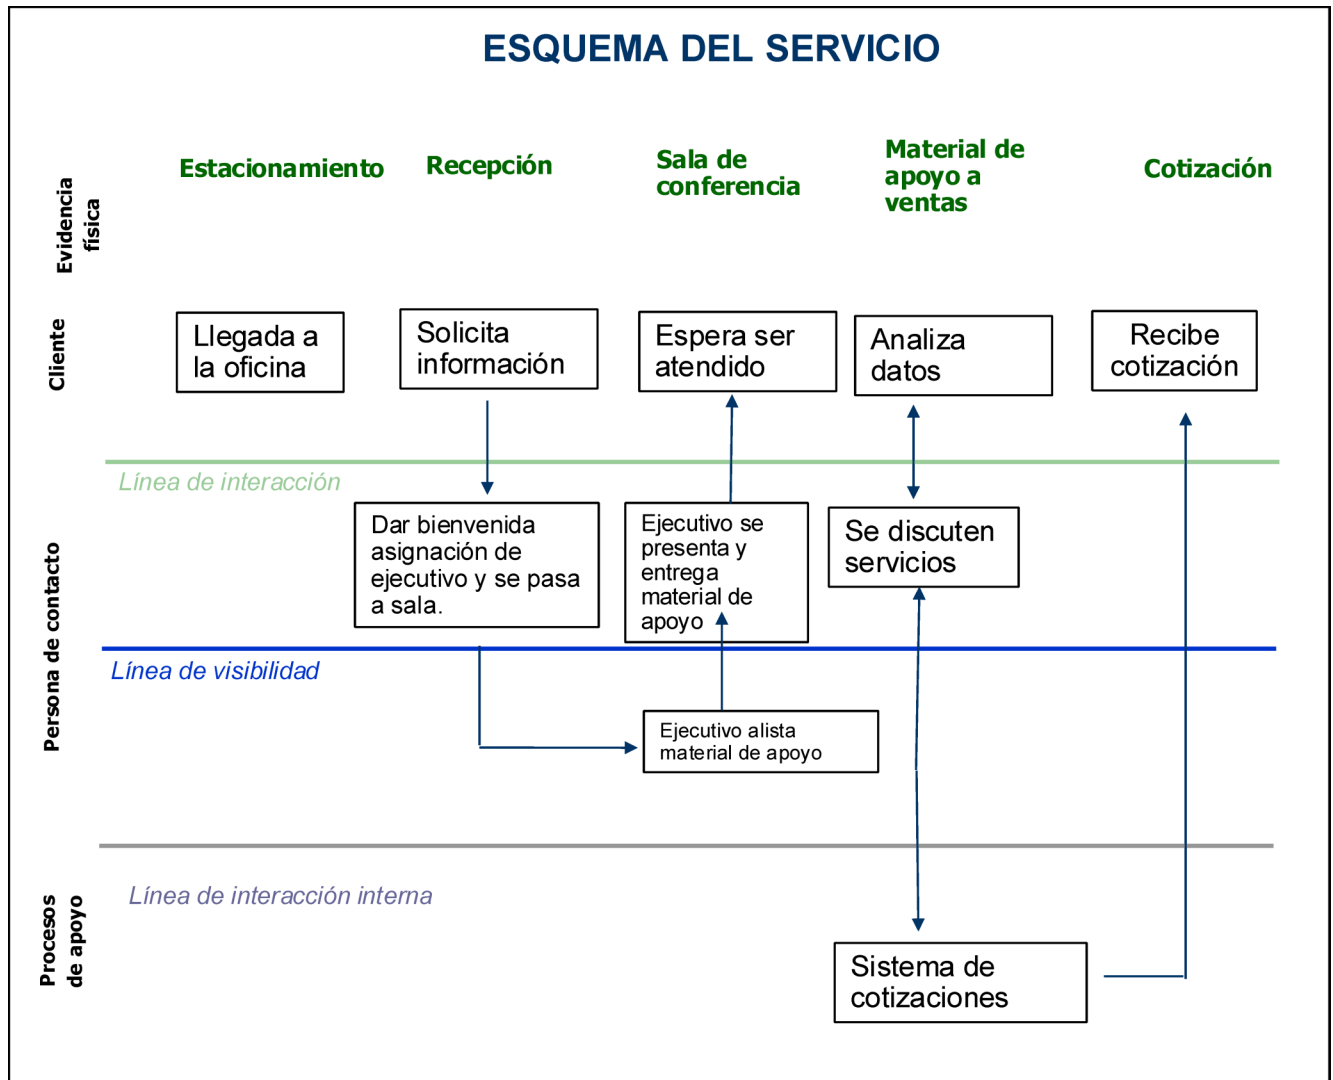 ESQUEMA DEL SERVICIO
Evidencia
física
Estacionamiento
Recepción
Sala de
conferencia
Material de
apoyo a
ventas
Cotización
Cliente
Llegada a
la oficina
Solicita
información
Espera ser
atendido
Analiza
datos
Recibe
cotización
Línea de interacción
Persona de contacto
Dar bienvenida
asignación de
ejecutivo y se pasa
a sala.
Ejecutivo se
presenta y
entrega
material de
apoyo
Se discuten
servicios
Línea de visibilidad
Ejecutivo alista
material de apoyo
Línea de interacción interna
Procesos
de apoyo
Sistema de
cotizaciones